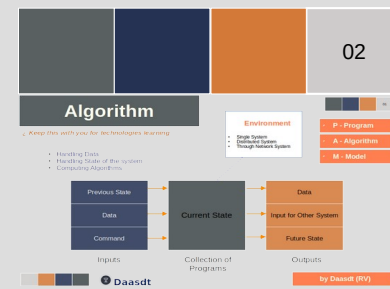 02
Algorithm
Keep this with you for technologies learning
• Handling Data
• Handling State of the system
• Computing Algorithms
Environment
• Single System
• Distributed System
• Through Network System
P - Program
• A - Algorithm
• M - Model
Previous State
Data
Command
Current State
Data
Input for Other System
Future State
Inputs
Collection of
Programs
Outputs
Daasdt
by Daasdt (RV)